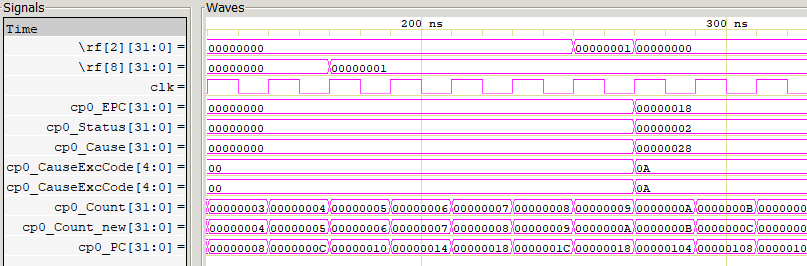 Signals
Waves
Time
200 ns 300 ns
\rf[2][31:0] = 00000000 00000001 00000000
\rf[8][31:0] = 00000000 00000001
clk =
cp0_EPC[31:0] = 00000000 00000018
cp0_Status[31:0] = 00000000 00000002
cp0_Cause[31:0] = 00000000 00000028
cp0_CauseExcCode[4:0] = 00 0A
cp0_CauseExcCode[4:0] = 00 0A
cp0_Count[31:0] = 00000003 00000004 00000005 00000006 00000007 00000008 00000009 0000000A 0000000B 0000000
cp0_Count_new[31:0] = 00000004 00000005 00000006 00000007 00000008 00000009 0000000A 0000000B 0000000C 0000000
cp0_PC[31:0] = 00000008 0000000C 00000010 00000014 00000018 0000001C 00000018 00000104 00000108 0000010